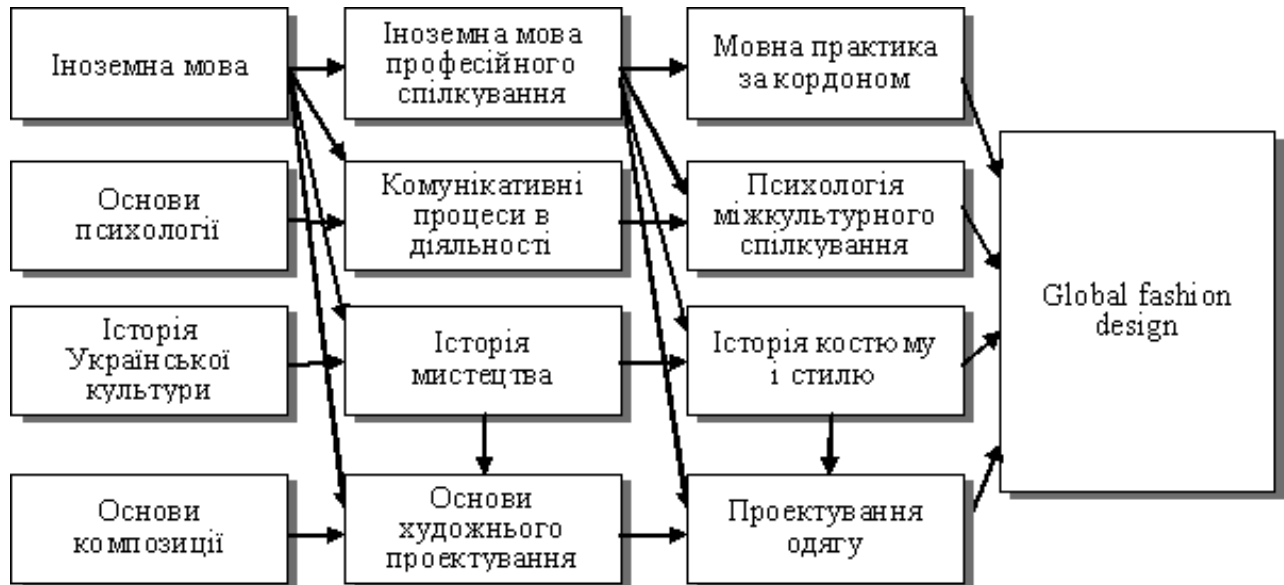 Іноземна мова
Іноземна мова
професійного
спілкування
Мовна практика
за кордоном
Основи
психології
Комунікативні
процеси в
діяльності
Психологія
міжкультурного
спілкування
Global fashion
design
Історія
Української
культури
Історія
мистецтва
Історія костюму
і стилю
Основи
композиції
Основи
художнього
проектування
Проектування
одягу